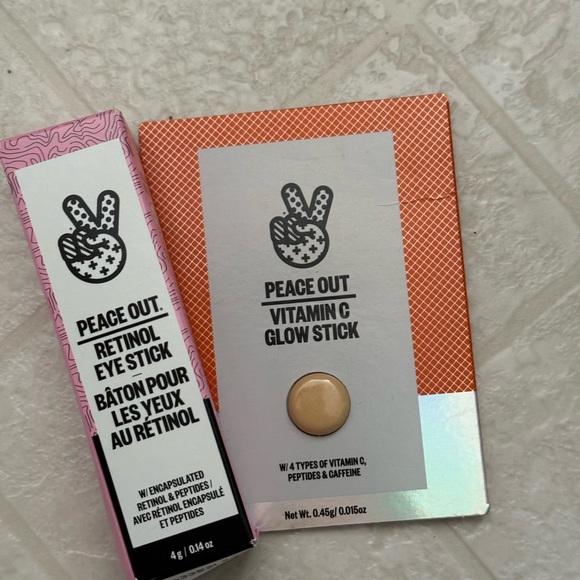 PEACE OUT.
RETINOL
EYE STICK
BÂTON POUR
LES YEUX
AU RÉTINOL
W/ ENCAPSULATED
RETINOL & PEPTIDES /
AVEC RÉTINOL ENCAPSULÉ
ET PEPTIDES
4 g / 0.14 oz
PEACE OUT
VITAMIN C
GLOW STICK
W/ 4 TYPES OF VITAMIN C,
PEPTIDES & CAFFEINE
Net Wt. 0.45g/ 0.015oz